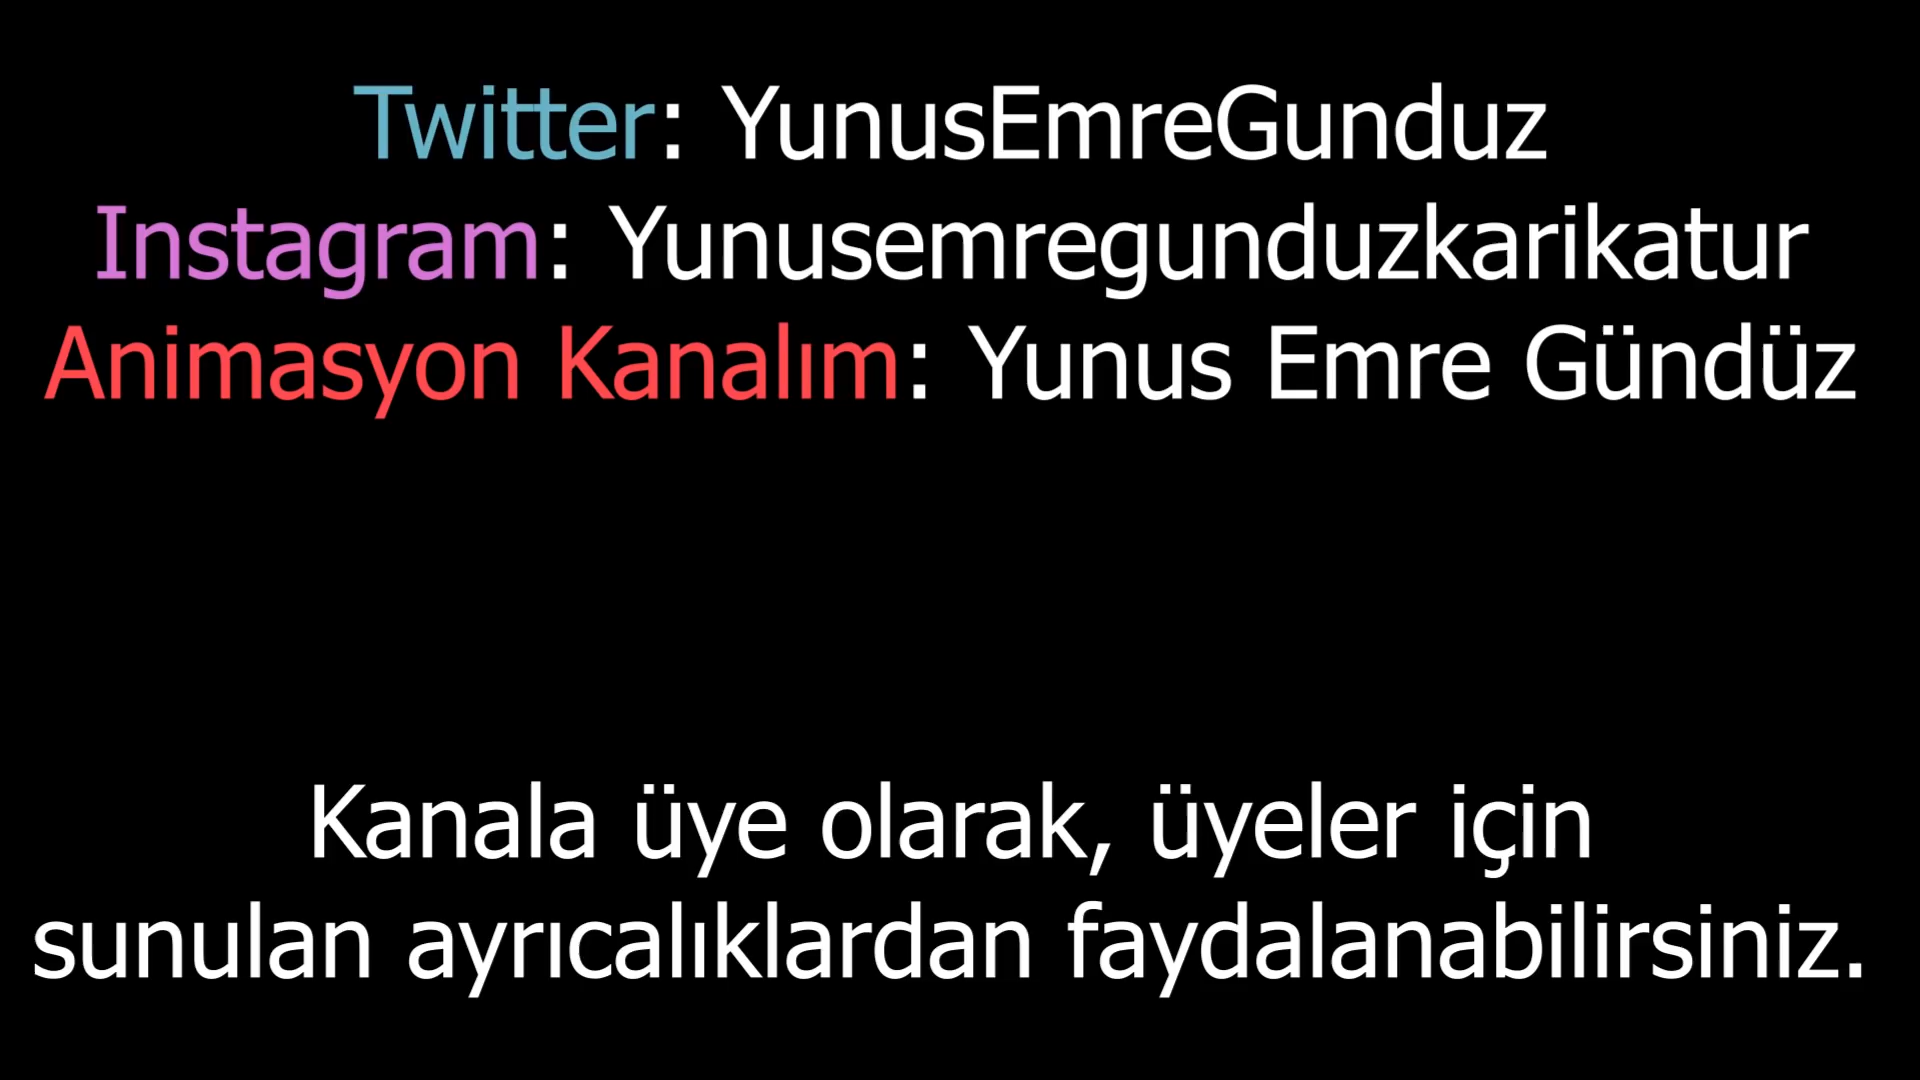 Twitter: YunusEmreGunduz
Instagram: Yunusemregunduzkarikatur
Animasyon Kanalım: Yunus Emre Gündüz
Kanala üye olarak, üyeler için
sunulan ayrıcalıklardan faydalanabilirsiniz.